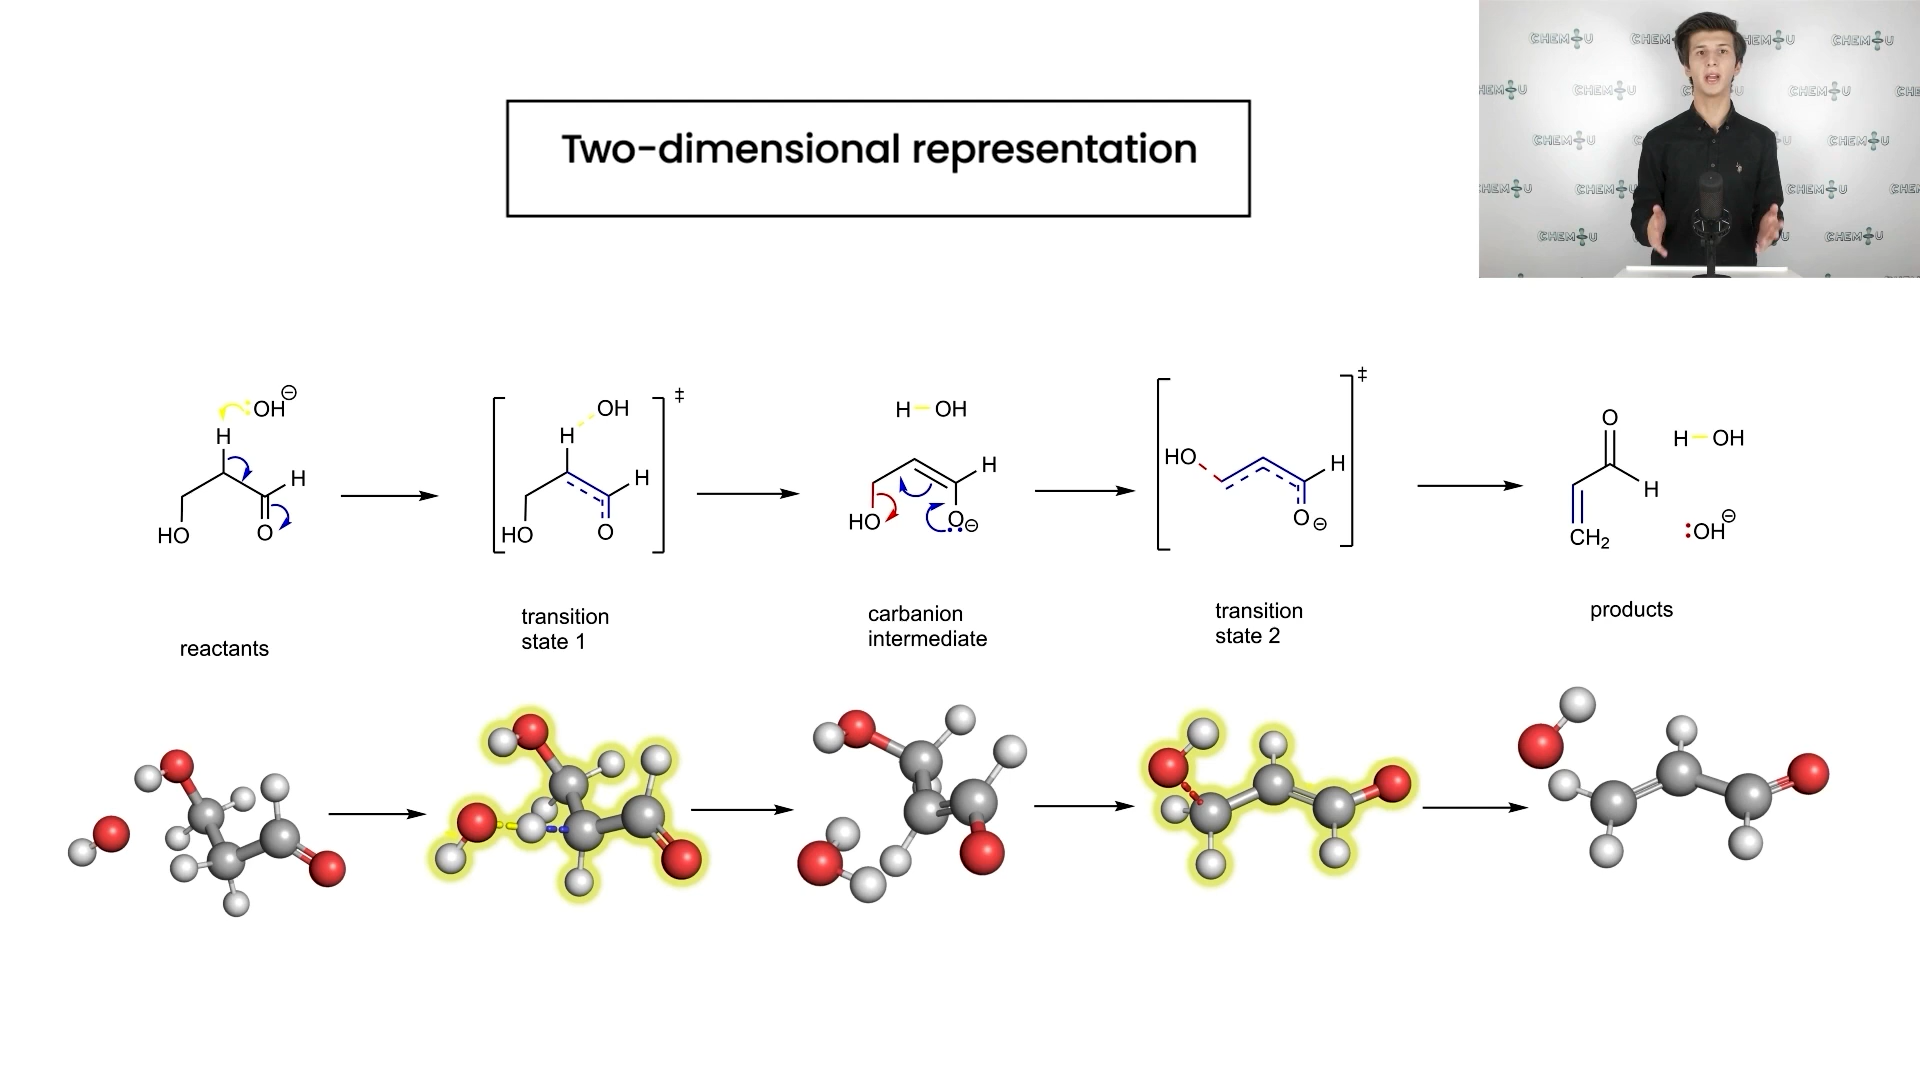 Two-dimensional representation
CHEM U
:OH⊖
H
H
O
HO
OH
H
H
O
HO
‡
H–OH
H
HO
O⊖
HO
H
O⊖
‡
O
H
CH₂
H–OH
:OH⊖
reactants
transition
state 1
carbanion
intermediate
transition
state 2
products